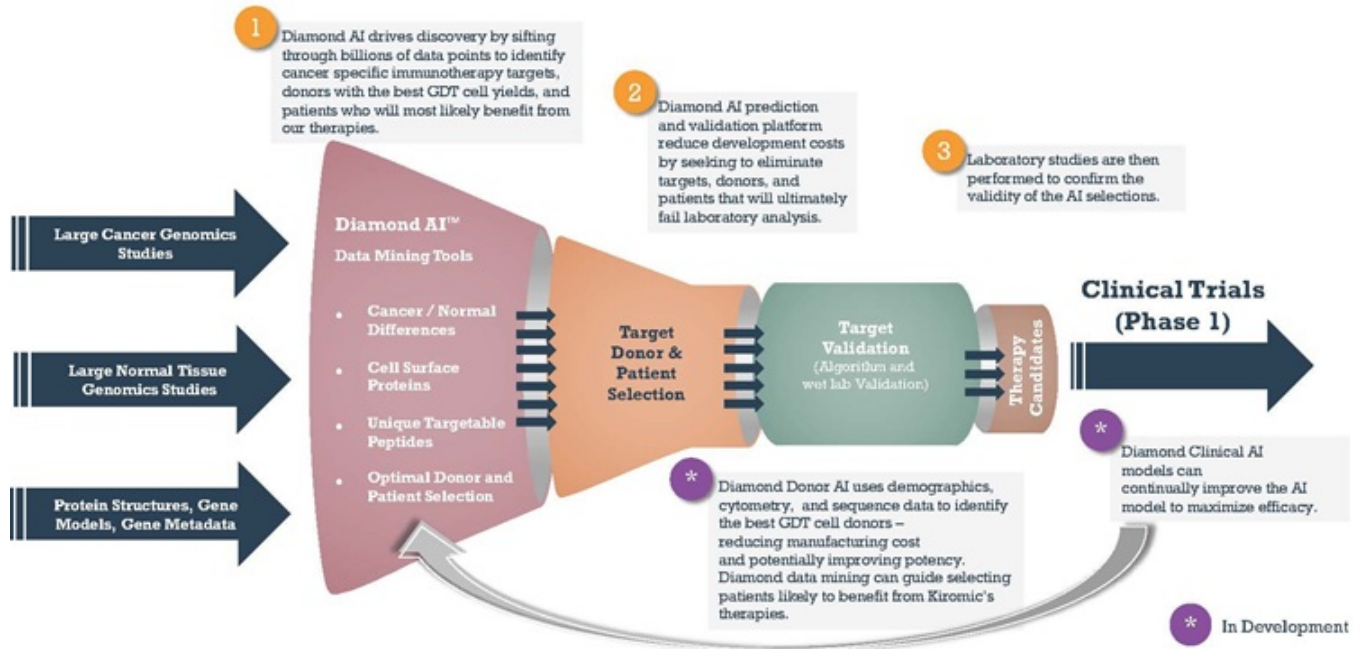 1
Diamond AI drives discovery by sifting
through billions of data points to identify
cancer specific immunotherapy targets,
donors with the best GDT cell yields, and
patients who will most likely benefit from
our therapies.
2
Diamond AI prediction
and validation platform
reduce development costs
by seeking to eliminate
targets, donors, and
patients that will ultimately
fail laboratory analysis.
3
Laboratory studies are then
performed to confirm the
validity of the AI selections.
Large Cancer Genomics
Studies
Large Normal Tissue
Genomics Studies
Protein Structures, Gene
Models, Gene Metadata
Diamond AI™
Data Mining Tools
• Cancer / Normal
Differences
• Cell Surface
Proteins
• Unique Targetable
Peptides
• Optimal Donor and
Patient Selection
Target
Donor &
Patient
Selection
Target
Validation
(Algorithm and
wet lab Validation)
Therapy
Candidates
Clinical Trials
(Phase 1)
*
Diamond Donor AI uses demographics,
cytometry, and sequence data to identify
the best GDT cell donors –
reducing manufacturing cost
and potentially improving potency.
Diamond data mining can guide selecting
patients likely to benefit from Kiromic's
therapies.
*
Diamond Clinical AI
models can
continually improve the AI
model to maximize efficacy.
* In Development